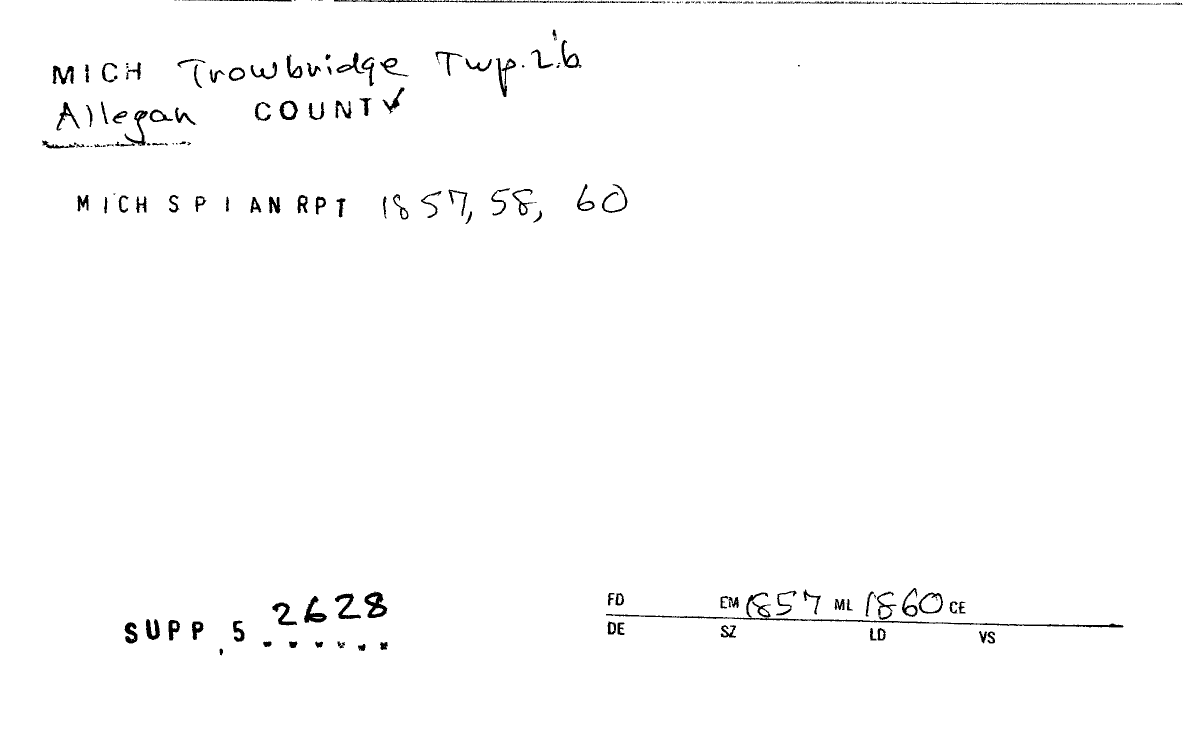 MICH Trowbridge Twp. 2.6
Allegan COUNTY
MICH S P I AN RPT 1857, 58, 60
SUPP. 5 2628
FD EM 1857 ML 1860 CE
DE SZ LD VS